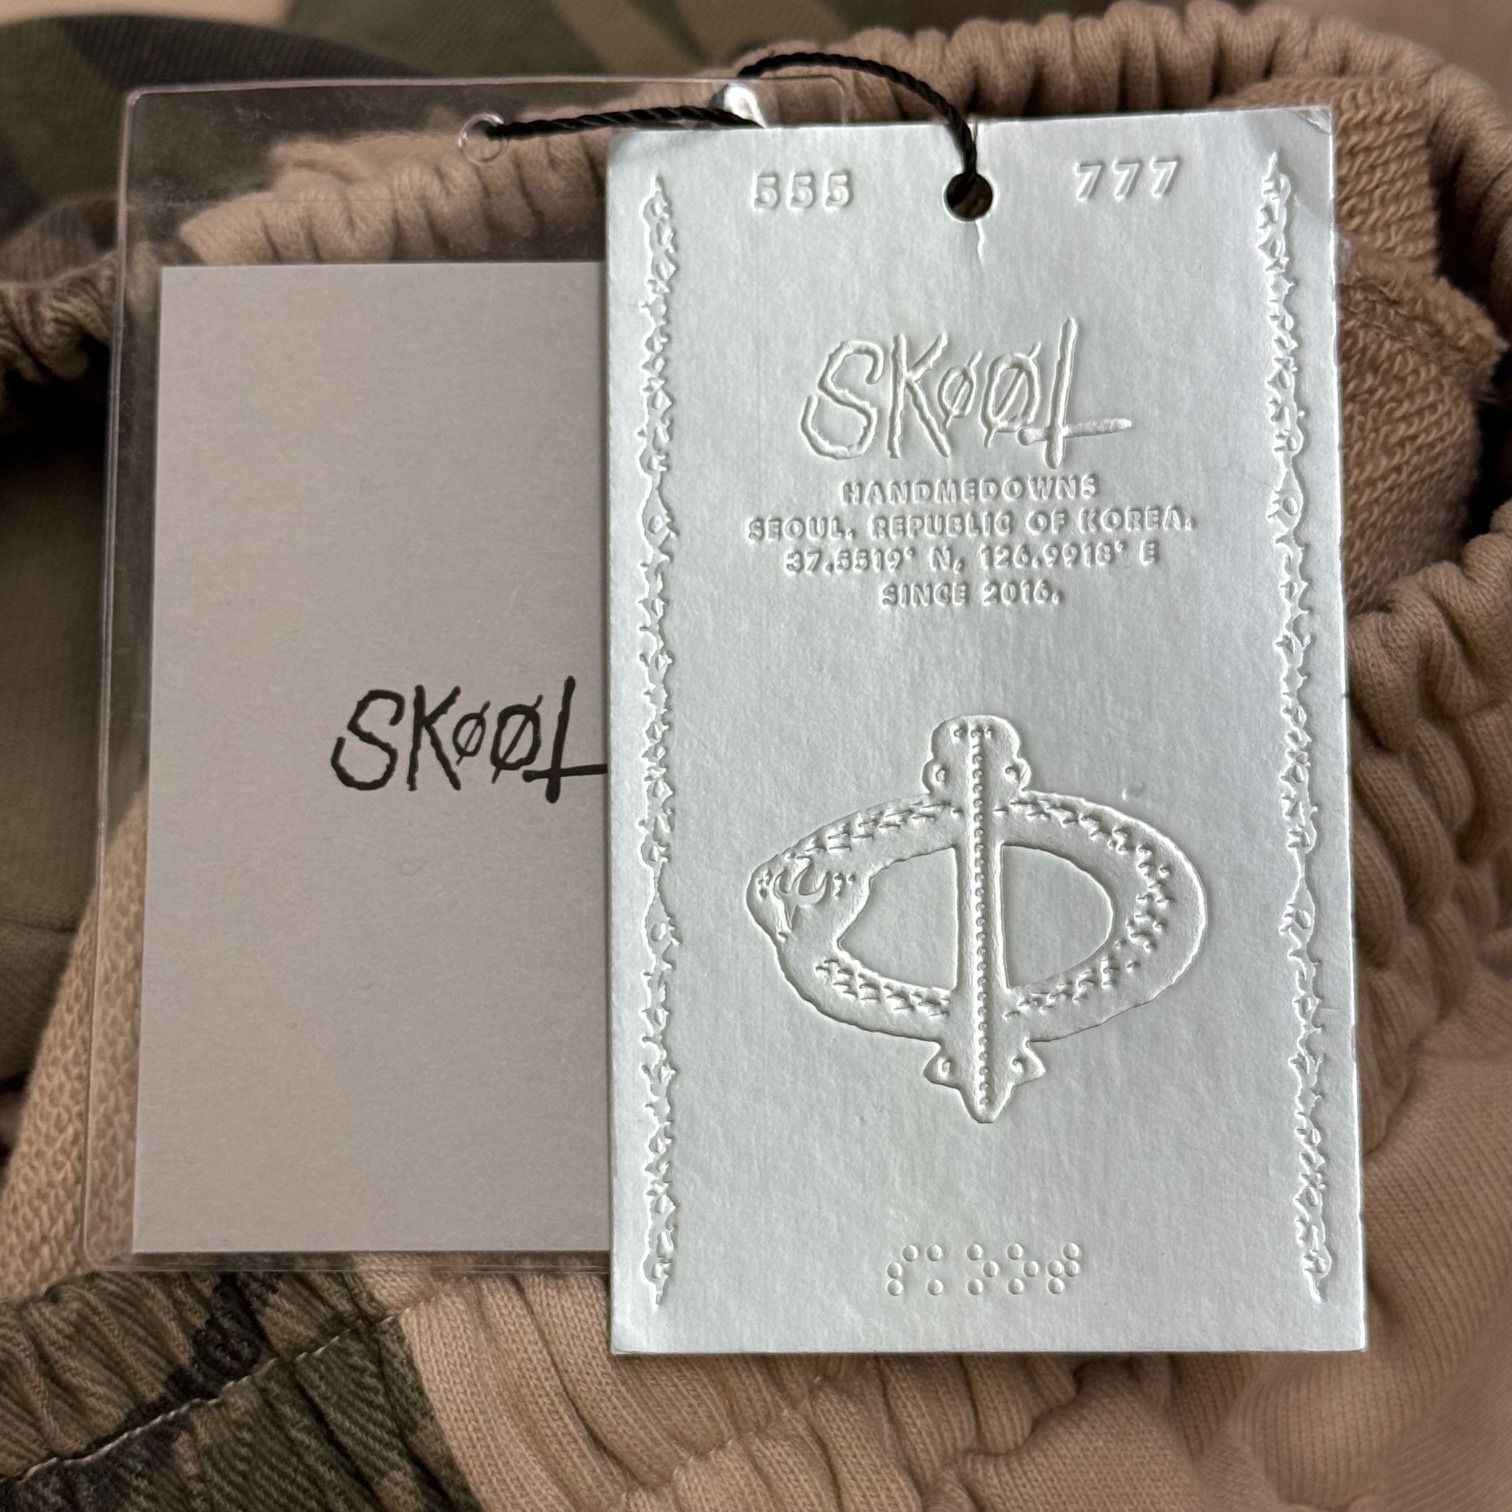 555 777
SKØØL
HANDMEDOWNS
SEOUL, REPUBLIC OF KOREA.
37.5519° N, 126.9918° E
SINCE 2016.
SKØØL